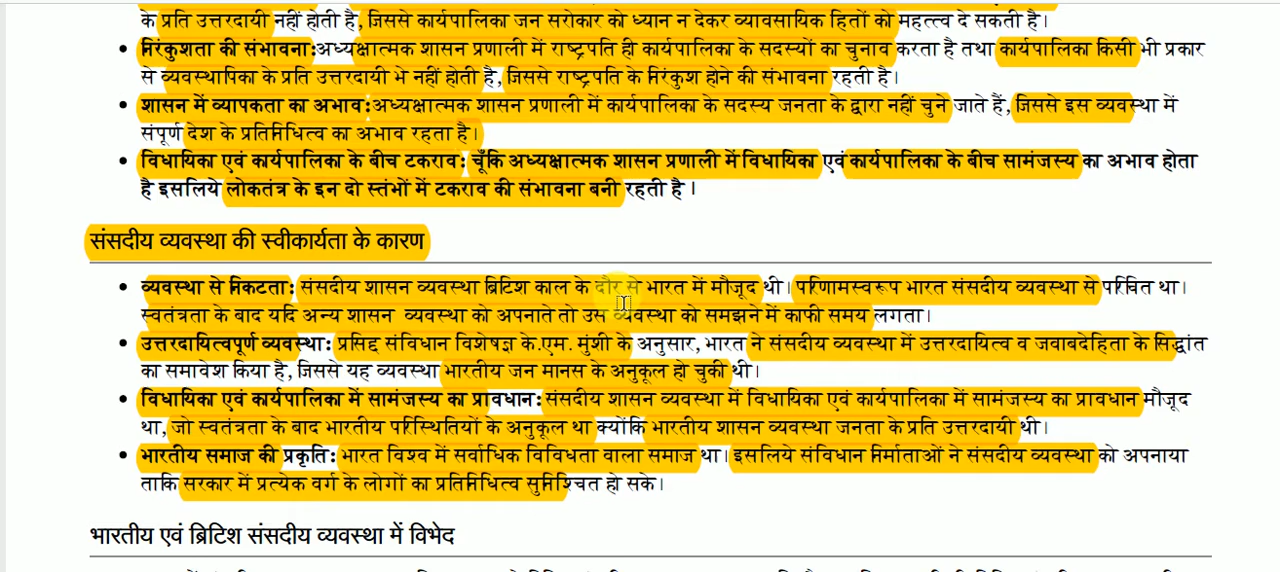 के प्रति उत्तरदायी नहीं होती है, जिससे कार्यपालिका जन सरोकार को ध्यान न देकर व्यावसायिक हितों को महत्त्व दे सकती है।
निरंकुशता की संभावना:अध्यक्षात्मक शासन प्रणाली में राष्ट्रपति ही कार्यपालिका के सदस्यों का चुनाव करता है तथा कार्यपालिका किसी भी प्रकार
से व्यवस्थापिका के प्रति उत्तरदायी भे नहीं होती है, जिससे राष्ट्रपति के निरंकुश होने की संभावना रहती है।
शासन में व्यापकता का अभाव:अध्यक्षात्मक शासन प्रणाली में कार्यपालिका के सदस्य जनता के द्वारा नहीं चुने जाते हैं, जिससे इस व्यवस्था में
संपूर्ण देश के प्रतिनिधित्व का अभाव रहता है।
विधायिका एवं कार्यपालिका के बीच टकराव: चूँकि अध्यक्षात्मक शासन प्रणाली में विधायिका एवं कार्यपालिका के बीच सामंजस्य का अभाव होता
है इसलिये लोकतंत्र के इन दो स्तंभों में टकराव की संभावना बनी रहती है।
संसदीय व्यवस्था की स्वीकार्यता के कारण
व्यवस्था से निकटता: संसदीय शासन व्यवस्था ब्रिटिश काल के दौर से भारत में मौजूद थी। परिणामस्वरूप भारत संसदीय व्यवस्था से परिचित था।
स्वतंत्रता के बाद यदि अन्य शासन व्यवस्था को अपनाते तो उस व्यवस्था को समझने में काफी समय लगता।
उत्तरदायित्वपूर्ण व्यवस्था: प्रसिद्द संविधान विशेषज्ञ के.एम. मुंशी के अनुसार, भारत ने संसदीय व्यवस्था में उत्तरदायित्व व जवाबदेहिता के सिद्धांत
का समावेश किया है, जिससे यह व्यवस्था भारतीय जन मानस के अनुकूल हो चुकी थी।
विधायिका एवं कार्यपालिका में सामंजस्य का प्रावधान: संसदीय शासन व्यवस्था में विधायिका एवं कार्यपालिका में सामंजस्य का प्रावधान मौजूद
था, जो स्वतंत्रता के बाद भारतीय परिस्थितियों के अनुकूल था क्योंकि भारतीय शासन व्यवस्था जनता के प्रति उत्तरदायी थी।
भारतीय समाज की प्रकृति: भारत विश्व में सर्वाधिक विविधता वाला समाज था। इसलिये संविधान निर्माताओं ने संसदीय व्यवस्था को अपनाया
ताकि सरकार में प्रत्येक वर्ग के लोगों का प्रतिनिधित्व सुनिश्चित हो सके।
भारतीय एवं ब्रिटिश संसदीय व्यवस्था में विभेद